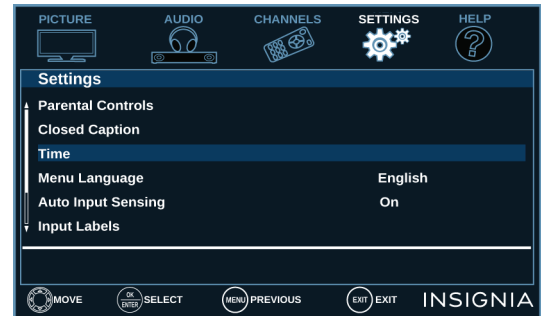 PICTURE AUDIO CHANNELS SETTINGS HELP
Settings
Parental Controls
Closed Caption
Time
Menu Language English
Auto Input Sensing On
Input Labels
MOVE OK ENTER SELECT MENU PREVIOUS EXIT EXIT INSIGNIA